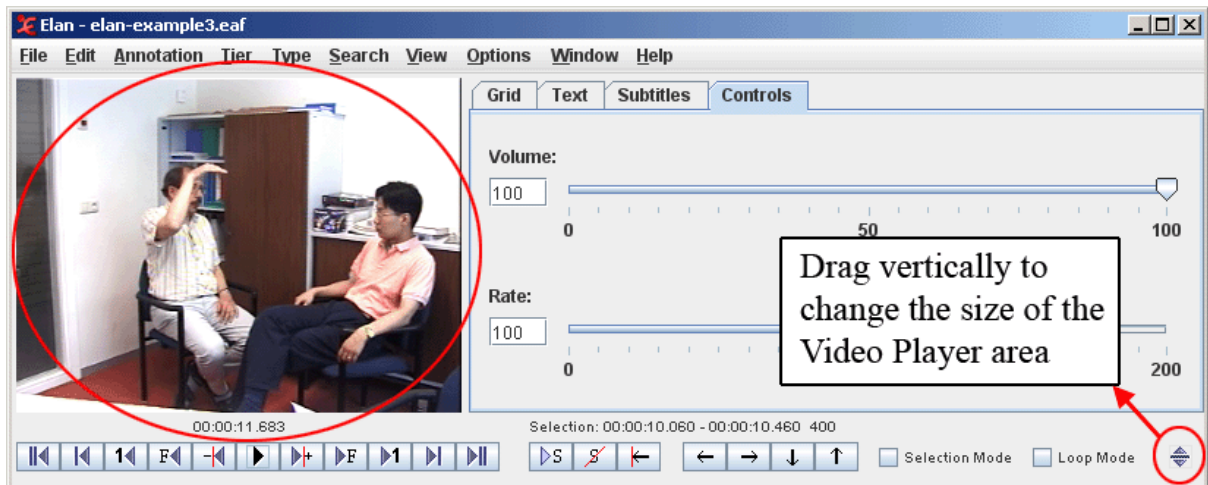 Elan - elan-example3.eaf
File Edit Annotation Tier Type Search View Options Window Help
Grid Text Subtitles Controls
Volume:
100
0 50 100
Drag vertically to
change the size of the
Video Player area
Rate:
100
0 200
00:00:11.683
Selection: 00:00:10.060 - 00:00:10.460 400
1 F F 1 S S Selection Mode Loop Mode